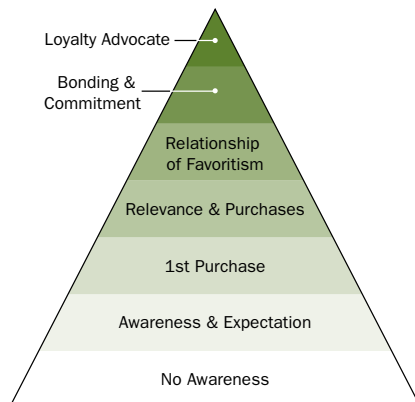 Loyalty Advocate
Bonding &
Commitment
Relationship
of Favoritism
Relevance & Purchases
1st Purchase
Awareness & Expectation
No Awareness